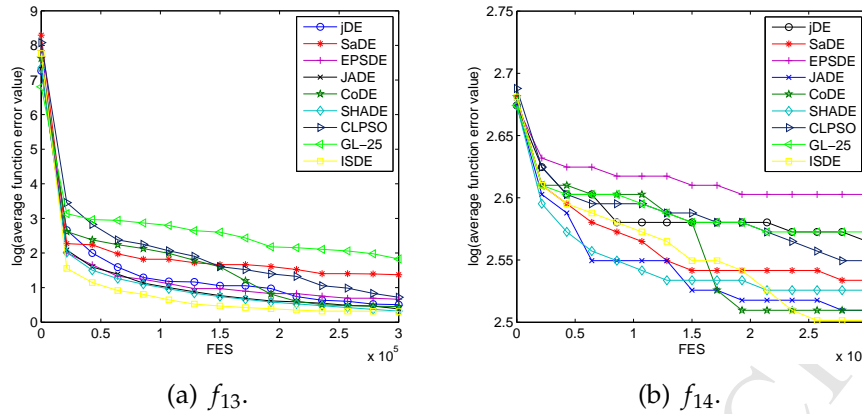 log(average function error value)
9
8
7
6
5
4
3
2
1
0
0 0.5 1 1.5 2 2.5 3
FES
x 10^5
jDE
SaDE
EPSDE
JADE
CoDE
SHADE
CLPSO
GL-25
ISDE
(a) f13.
log(average function error value)
2.75
2.7
2.65
2.6
2.55
2.5
0 0.5 1 1.5 2 2.5
FES
x 10
jDE
SaDE
EPSDE
JADE
CoDE
SHADE
CLPSO
GL-25
ISDE
(b) f14.